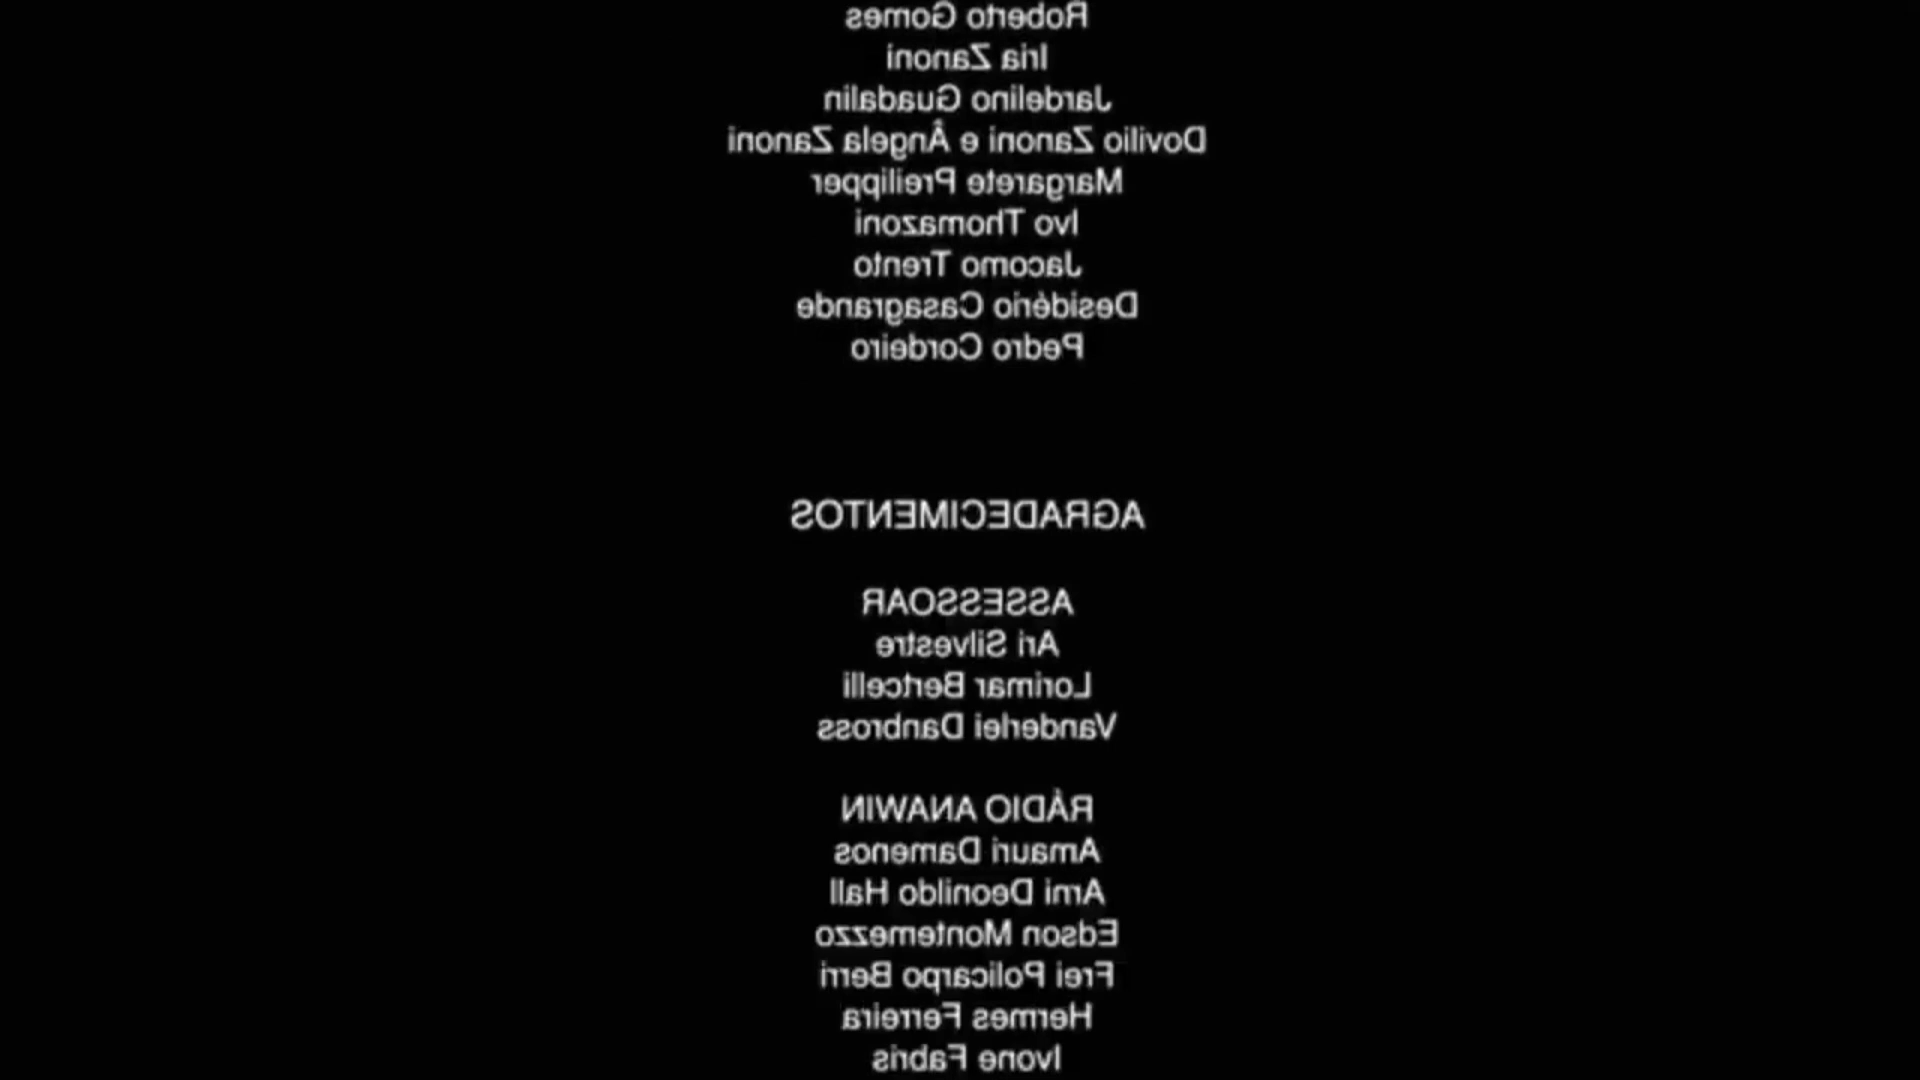 Roberto Gomes
Iria Zanoni
Jardelino Guadalin
Dovilio Zanoni e Ângela Zanoni
Margarete Preilipper
Ivo Thomazoni
Jacomo Trento
Desidério Casagrande
Pedro Cordeiro
AGRADECIMENTOS
ASSESSOAR
Ari Silvestre
Lorimar Bertcelli
Vanderlei Danbross
RÁDIO ANAWIN
Amauri Damenos
Arni Deonildo Hall
Edson Montemezzo
Frei Policarpo Berri
Hermes Ferreira
Ivone Fabris